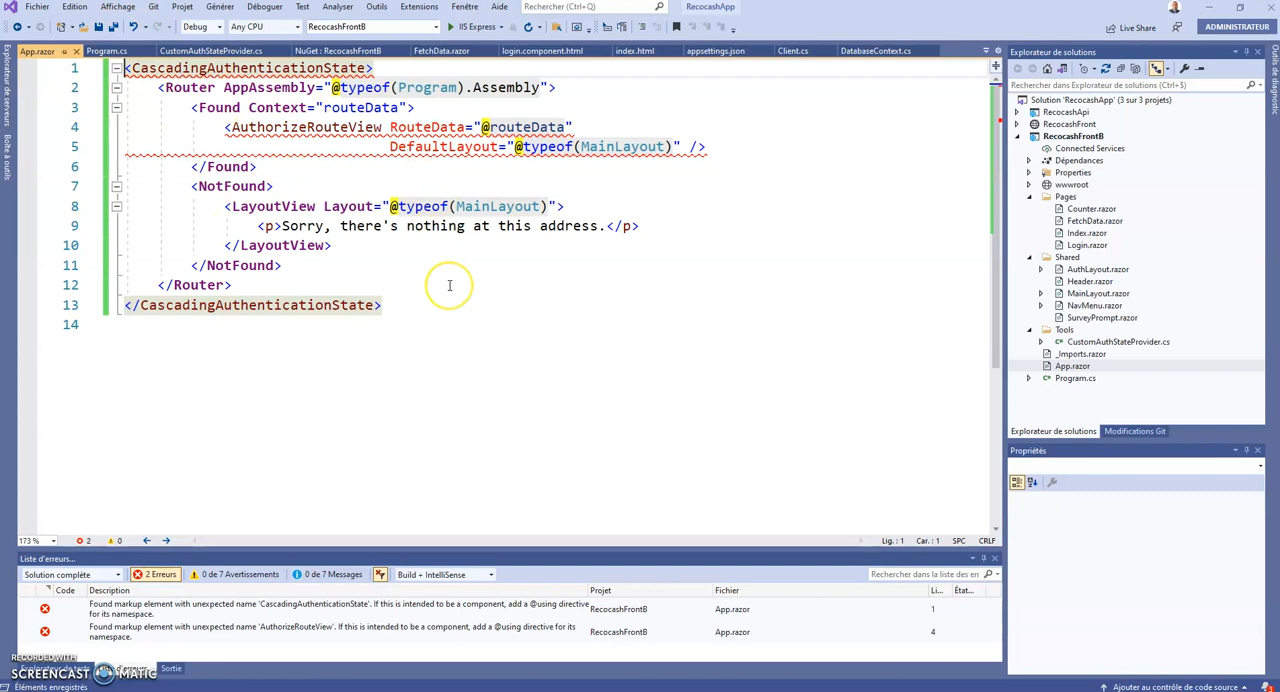 Fichier Edition Affichage Git Projet Générer Déboguer Test Analyser Outils Extensions Fenêtre Aide Rechercher (Ctrl+Q) RecocashApp
Debug Any CPU RecocashFrontB IIS Express Live Share ADMINISTRATEUR
App.razor Program.cs CustomAuthStateProvider.cs NuGet: RecocashFrontB FetchData.razor login.component.html index.html appsettings.json Client.cs DatabaseContext.cs
Explorateur de serveurs
Boîte à outils
1 <CascadingAuthenticationState>
2 <Router AppAssembly="@typeof(Program).Assembly">
3 <Found Context="routeData">
4 <AuthorizeRouteView RouteData="@routeData"
5 DefaultLayout="@typeof(MainLayout)" />
6 </Found>
7 <NotFound>
8 <LayoutView Layout="@typeof(MainLayout)">
9 <p>Sorry, there's nothing at this address.</p>
10 </LayoutView>
11 </NotFound>
12 </Router>
13 </CascadingAuthenticationState>
14
173 % 2 0 Lig. : 1 Car. : 1 SPC CRLF
Explorateur de solutions
Rechercher dans Explorateur de solutions (Ctrl+$)
Solution 'RecocashApp' (3 sur 3 projets)
RecocashApi
RecocashFront
RecocashFrontB
Connected Services
Dépendances
Properties
wwwroot
Pages
Counter.razor
FetchData.razor
Index.razor
Login.razor
Shared
AuthLayout.razor
Header.razor
MainLayout.razor
NavMenu.razor
SurveyPrompt.razor
Tools
CustomAuthStateProvider.cs
_Imports.razor
App.razor
Program.cs
Explorateur de solutions Modifications Git
Propriétés
Outils de diagnostic
Liste d'erreurs...
Solution complète 2 Erreurs 0 de 7 Avertissements 0 de 7 Messages Build + IntelliSense Rechercher dans la liste des err
Code Description Projet Fichier Li... État...
Found markup element with unexpected name 'CascadingAuthenticationState'. If this is intended to be a component, add a @using directive for its namespace. RecocashFrontB App.razor 1
Found markup element with unexpected name 'AuthorizeRouteView'. If this is intended to be a component, add a @using directive for its namespace. RecocashFrontB App.razor 4
RECORDED WITH
SCREENCAST MATIC
Sortie
Éléments enregistrés Ajouter au contrôle de code source